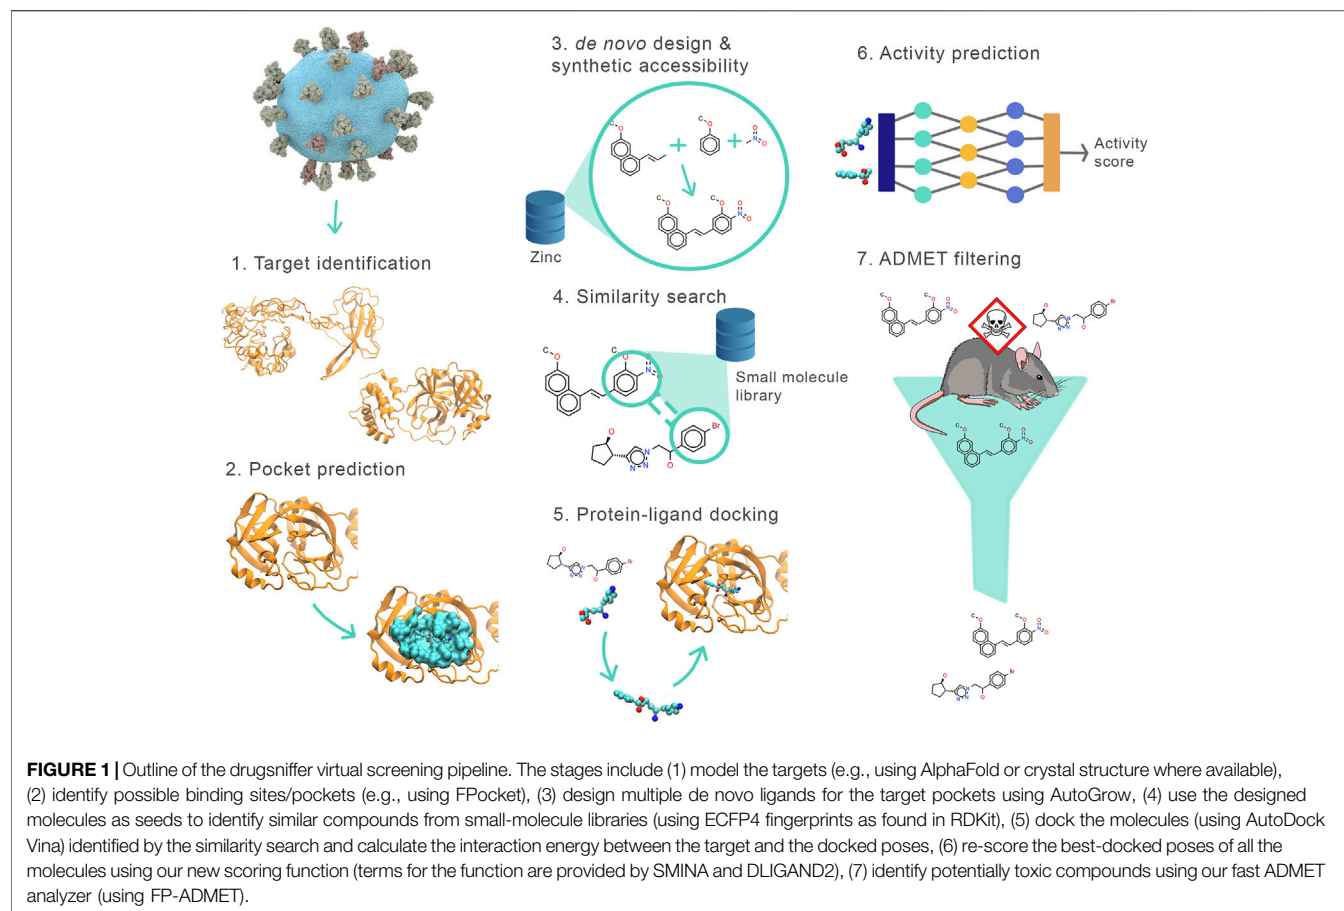 1. Target identification
2. Pocket prediction
3. de novo design &
synthetic accessibility
Zinc
4. Similarity search
Small molecule
library
5. Protein-ligand docking
6. Activity prediction
Activity
score
7. ADMET filtering
FIGURE 1 | Outline of the drugsniffer virtual screening pipeline. The stages include (1) model the targets (e.g., using AlphaFold or crystal structure where available),
(2) identify possible binding sites/pockets (e.g., using FPocket), (3) design multiple de novo ligands for the target pockets using AutoGrow, (4) use the designed
molecules as seeds to identify similar compounds from small-molecule libraries (using ECFP4 fingerprints as found in RDKit), (5) dock the molecules (using AutoDock
Vina) identified by the similarity search and calculate the interaction energy between the target and the docked poses, (6) re-score the best-docked poses of all the
molecules using our new scoring function (terms for the function are provided by SMINA and DLIGAND2), (7) identify potentially toxic compounds using our fast ADMET
analyzer (using FP-ADMET).